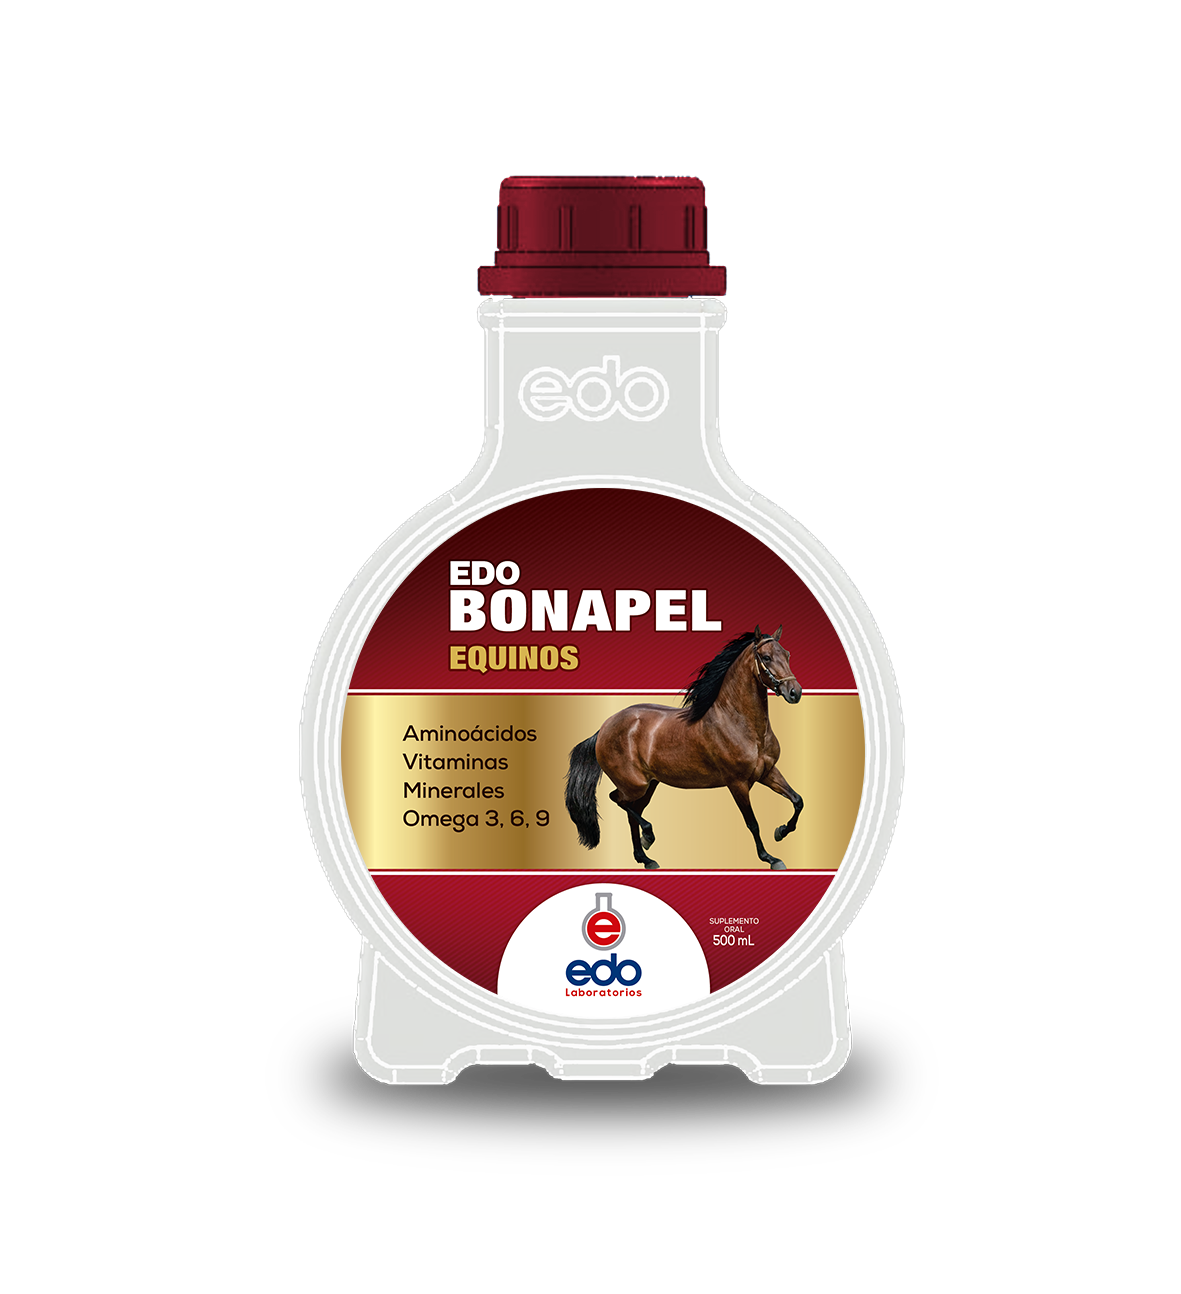 edo
EDO
BONAPEL
EQUINOS
Aminoácidos
Vitaminas
Minerales
Omega 3, 6, 9
SUPLEMENTO
ORAL
500 mL
e
edo
Laboratorios